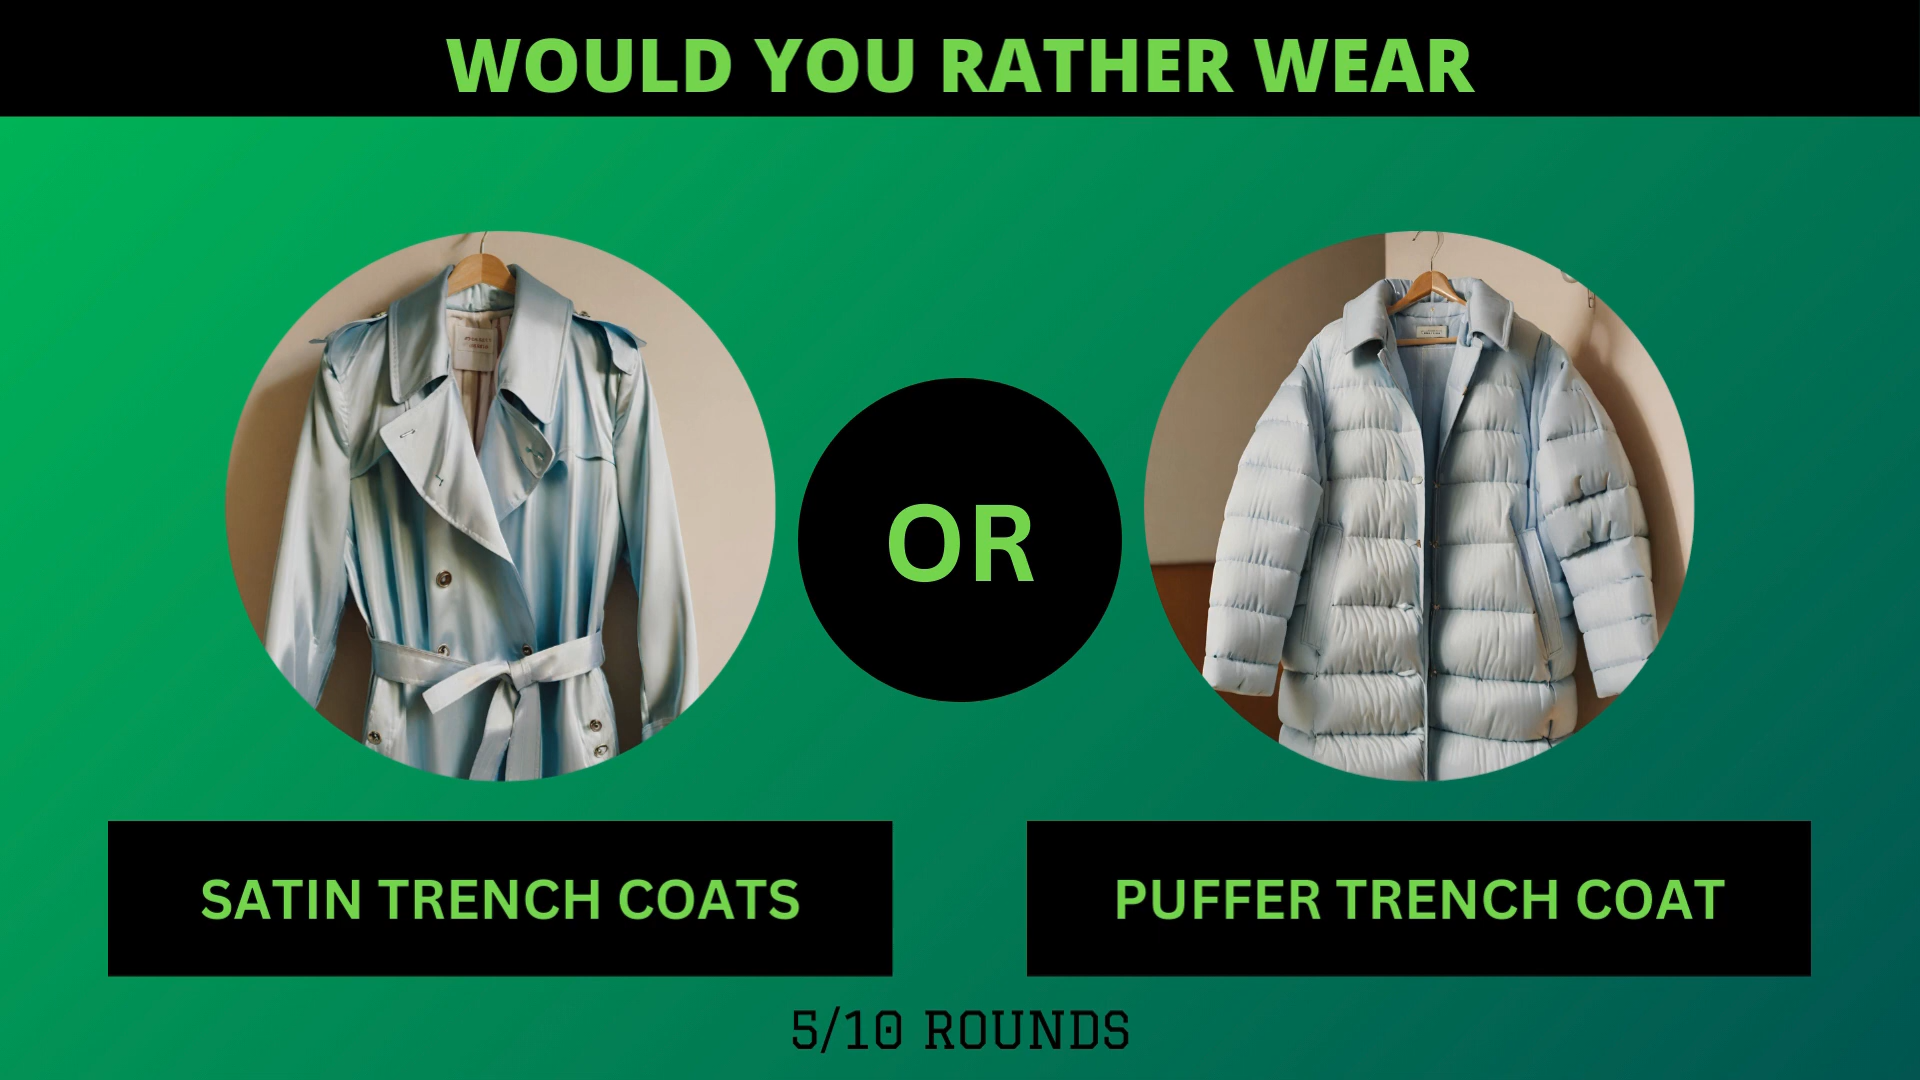 WOULD YOU RATHER WEAR
OR
SATIN TRENCH COATS
PUFFER TRENCH COAT
5/10 ROUNDS